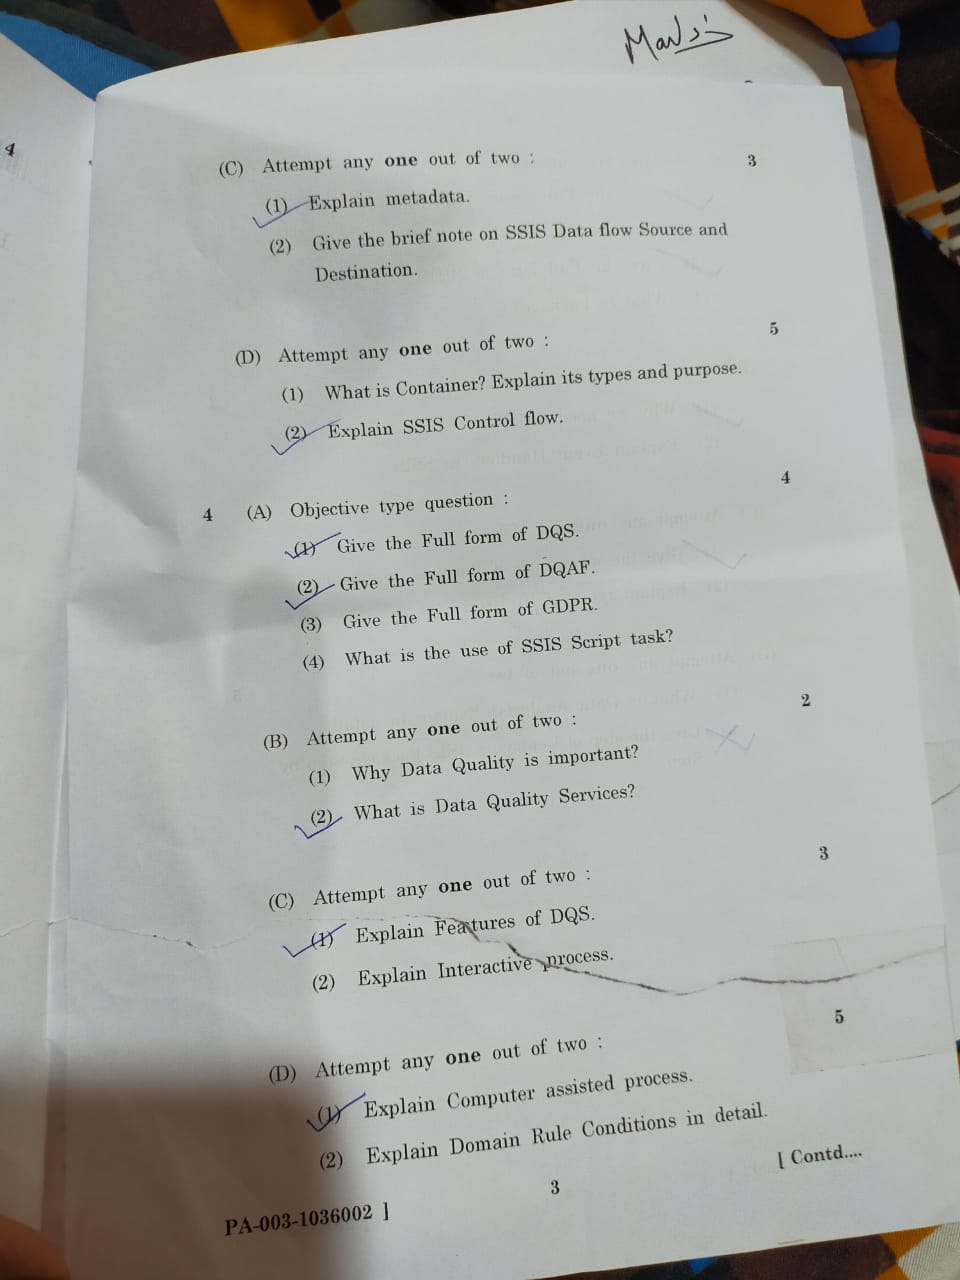 4
(C) Attempt any one out of two : 3
(1) Explain metadata.
(2) Give the brief note on SSIS Data flow Source and
Destination.
(D) Attempt any one out of two : 5
(1) What is Container? Explain its types and purpose.
(2) Explain SSIS Control flow.
4 (A) Objective type question : 4
(1) Give the Full form of DQS.
(2) Give the Full form of DQAF.
(3) Give the Full form of GDPR.
(4) What is the use of SSIS Script task?
(B) Attempt any one out of two : 2
(1) Why Data Quality is important?
(2) What is Data Quality Services?
(C) Attempt any one out of two : 3
(1) Explain Features of DQS.
(2) Explain Interactive process.
(D) Attempt any one out of two : 5
(1) Explain Computer assisted process.
(2) Explain Domain Rule Conditions in detail.
PA-003-1036002 ] 3 [ Contd....